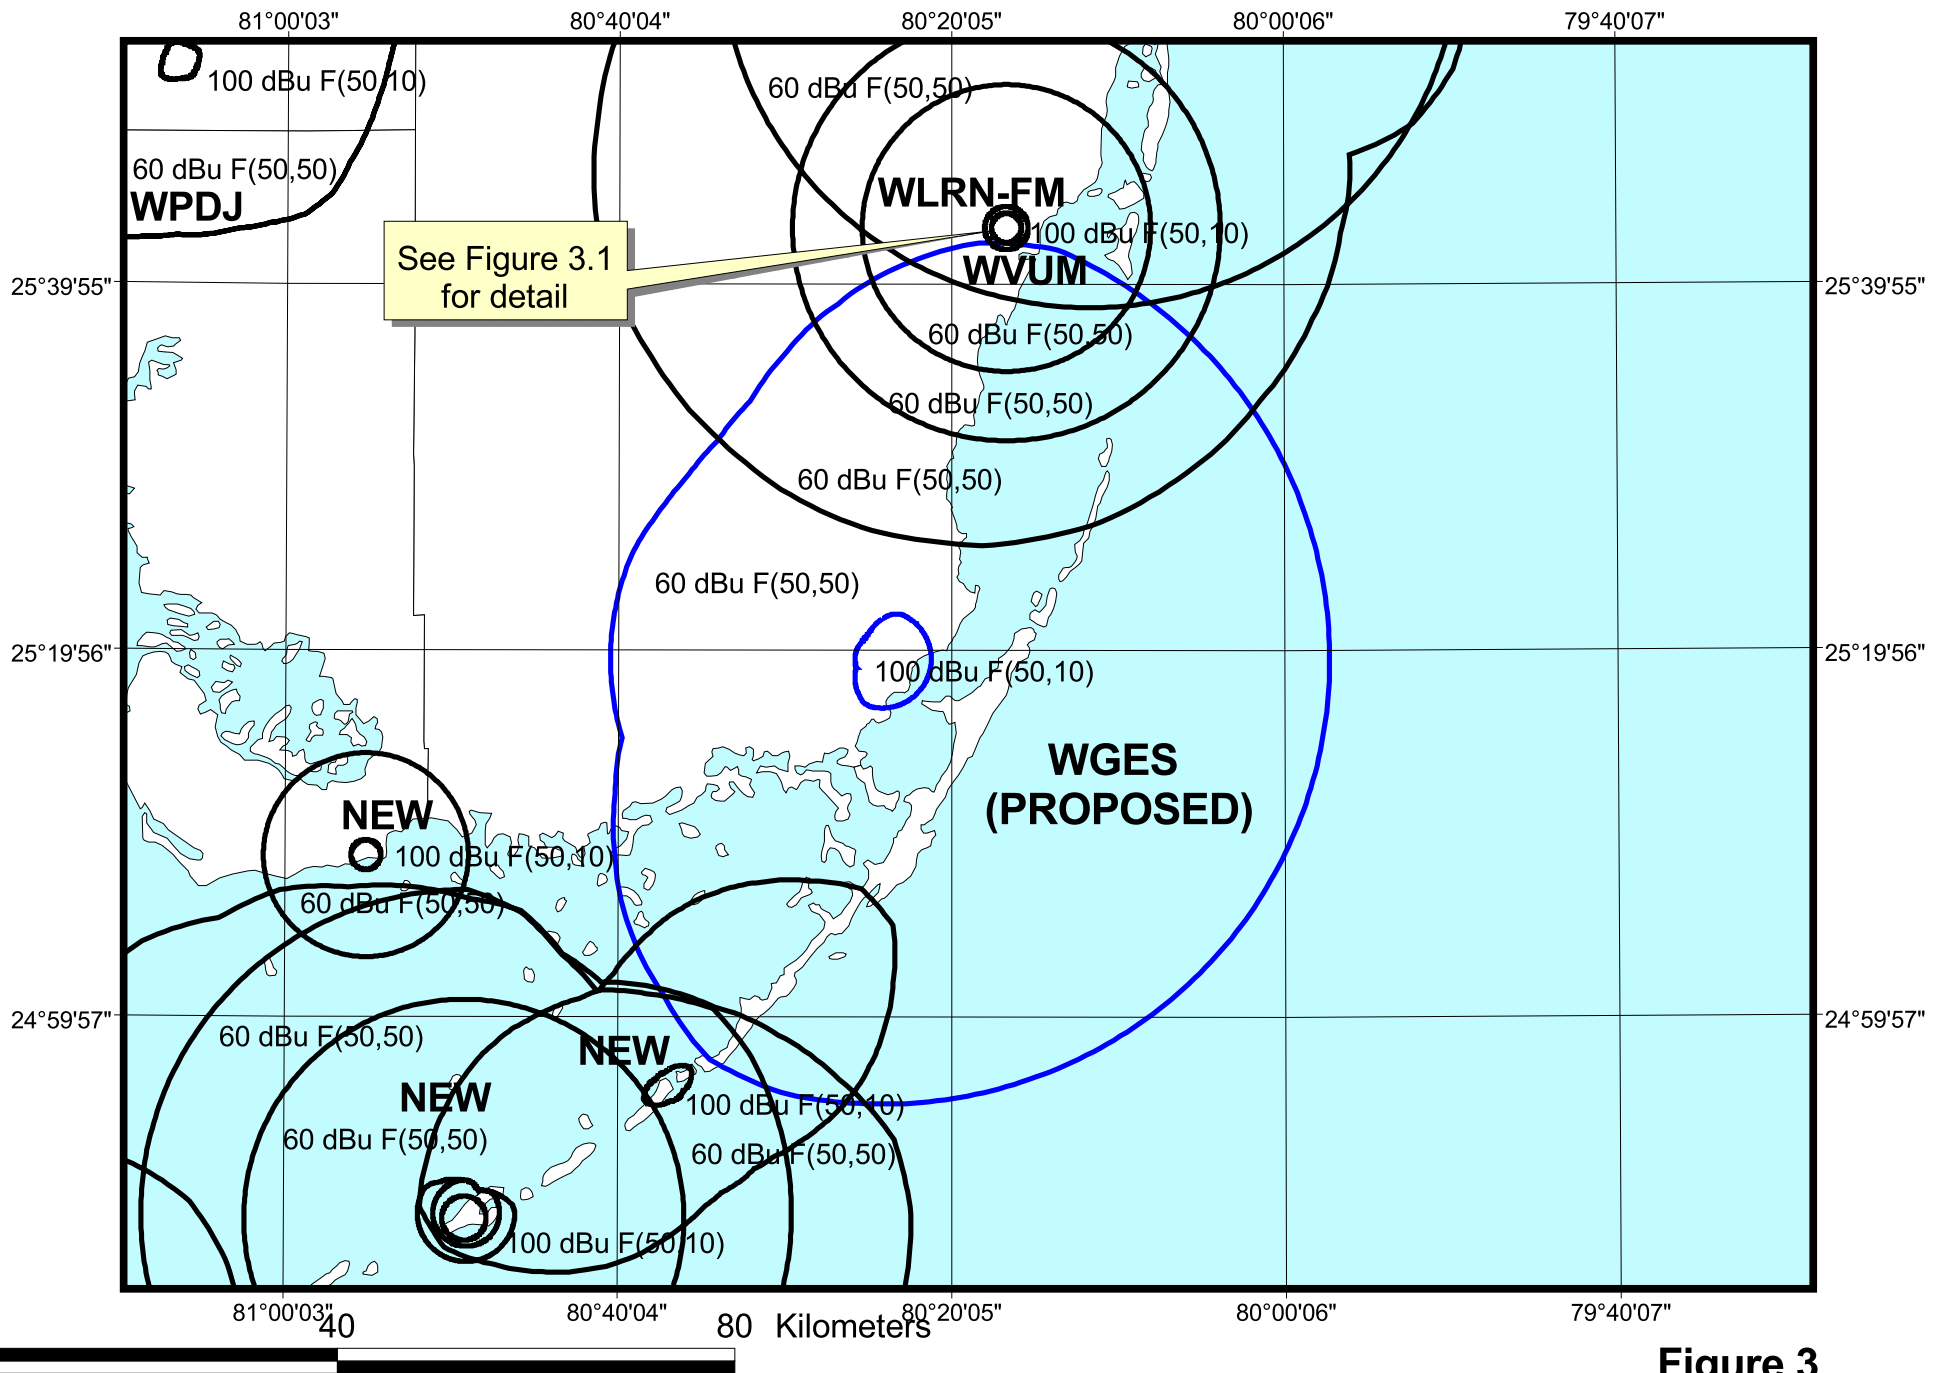 81°00'03" 80°40'04" 80°20'05" 80°00'06" 79°40'07"
100 dBu F(50,10)
60 dBu F(50,50)
60 dBu F(50,50)
WPDJ
WLRN-FM
100 dBu F(50,10)
See Figure 3.1
for detail
WVUM
25°39'55" 25°39'55"
60 dBu F(50,50)
60 dBu F(50,50)
60 dBu F(50,50)
60 dBu F(50,50)
25°19'56" 25°19'56"
100 dBu F(50,10)
WGES
(PROPOSED)
NEW
100 dBu F(50,10)
60 dBu F(50,50)
24°59'57" 24°59'57"
60 dBu F(50,50)
NEW
NEW
100 dBu F(50,10)
60 dBu F(50,50)
60 dBu F(50,50)
100 dBu F(50,10)
81°00'03" 80°40'04" 80°20'05" 80°00'06" 79°40'07"
40 80 Kilometers
Figure 3